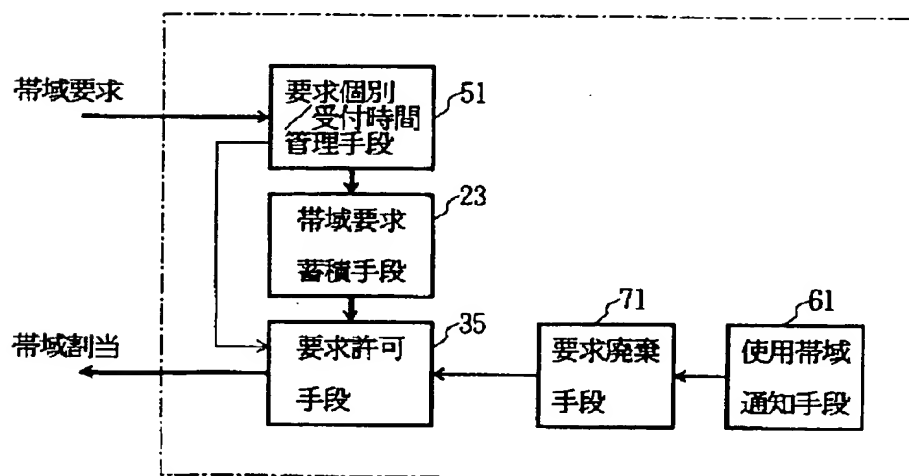 帯域要求
要求個別
／受付時間
管理手段
51
帯域要求
蓄積手段
23
帯域割当
要求許可
手段
35
要求廃棄
手段
71
使用帯域
通知手段
61